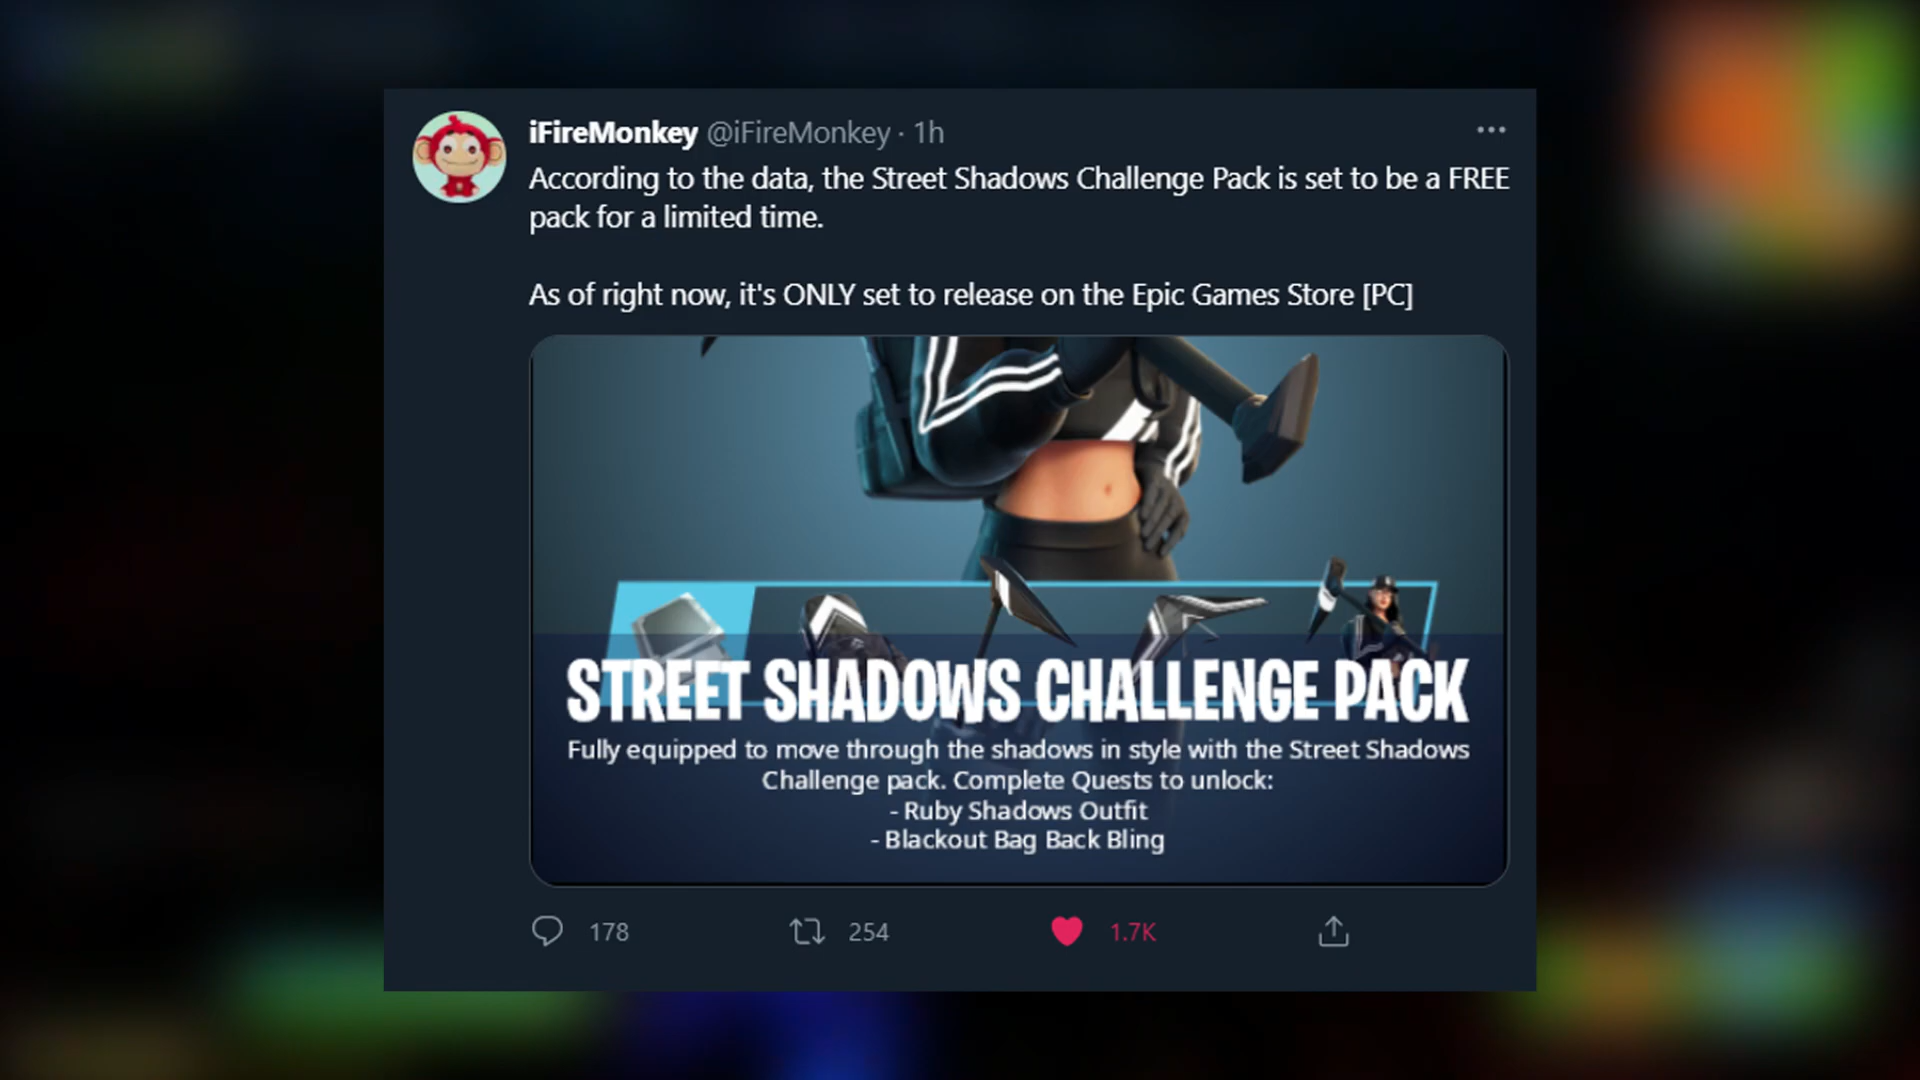 iFireMonkey @iFireMonkey · 1h
According to the data, the Street Shadows Challenge Pack is set to be a FREE
pack for a limited time.
As of right now, it's ONLY set to release on the Epic Games Store [PC]
STREET SHADOWS CHALLENGE PACK
Fully equipped to move through the shadows in style with the Street Shadows
Challenge pack. Complete Quests to unlock:
- Ruby Shadows Outfit
- Blackout Bag Back Bling
178 254 1.7K